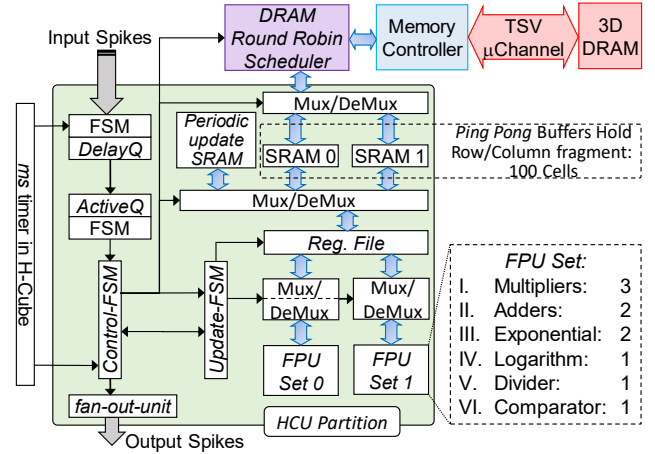 Input Spikes
DRAM
Round Robin
Scheduler
Memory
Controller
TSV
μChannel
3D
DRAM
ms timer in H-Cube
FSM
DelayQ
ActiveQ
FSM
Control-FSM
fan-out-unit
Output Spikes
Periodic
update
SRAM
Mux/DeMux
SRAM 0
SRAM 1
Ping Pong Buffers Hold
Row/Column fragment:
100 Cells
Mux/DeMux
Reg. File
Update-FSM
Mux/
DeMux
Mux/
DeMux
FPU
Set 0
FPU
Set 1
HCU Partition
FPU Set:
I. Multipliers: 3
II. Adders: 2
III. Exponential: 2
IV. Logarithm: 1
V. Divider: 1
VI. Comparator: 1